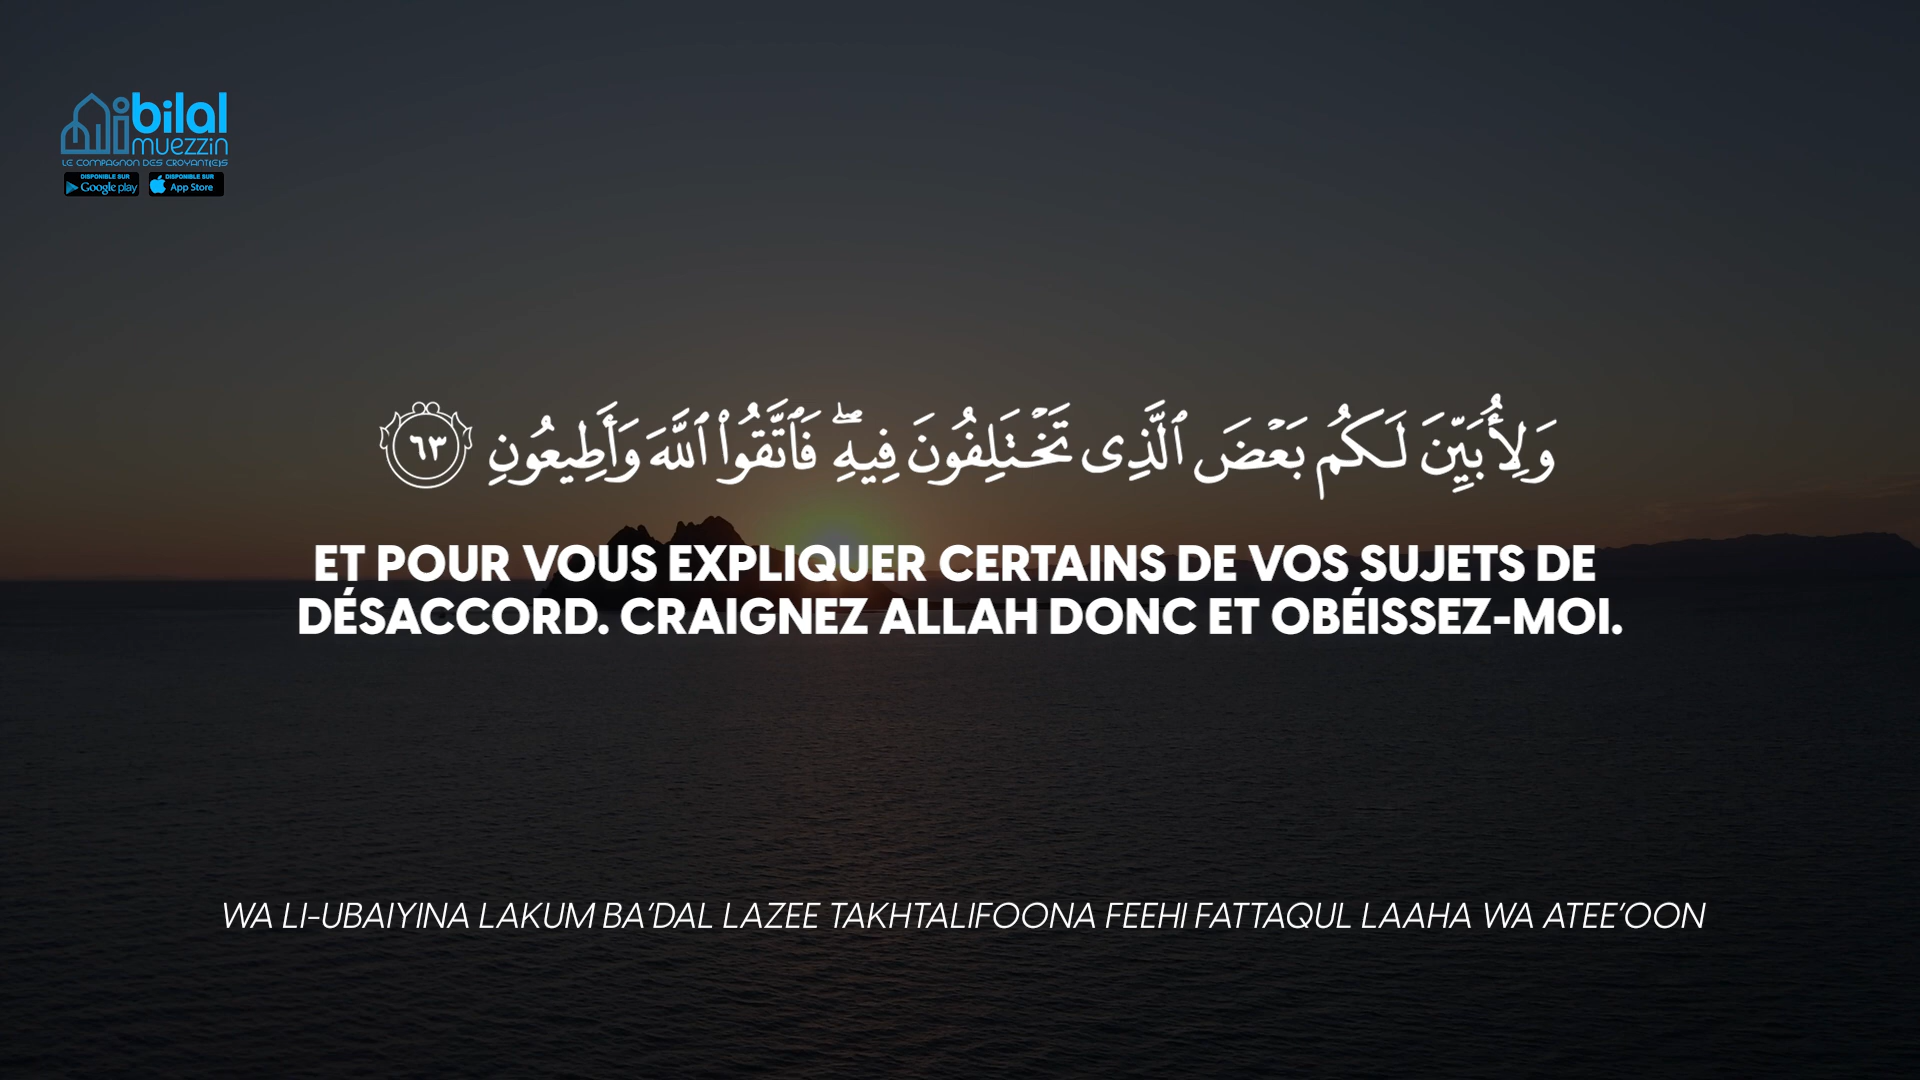 ibilal
muezzin
LE COMPAGNON DES CROYANT(E)S
DISPONIBLE SUR
Google play
DISPONIBLE SUR
App Store
وَلِأُبَيِّنَ لَكُم بَعْضَ ٱلَّذِى تَخْتَلِفُونَ فِيهِ ۖ فَٱتَّقُوا۟ ٱللَّهَ وَأَطِيعُونِ ٦٣
ET POUR VOUS EXPLIQUER CERTAINS DE VOS SUJETS DE
DÉSACCORD. CRAIGNEZ ALLAH DONC ET OBÉISSEZ-MOI.
WA LI-UBAIYINA LAKUM BA'DAL LAZEE TAKHTALIFOONA FEEHI FATTAQUL LAAHA WA ATEE'OON